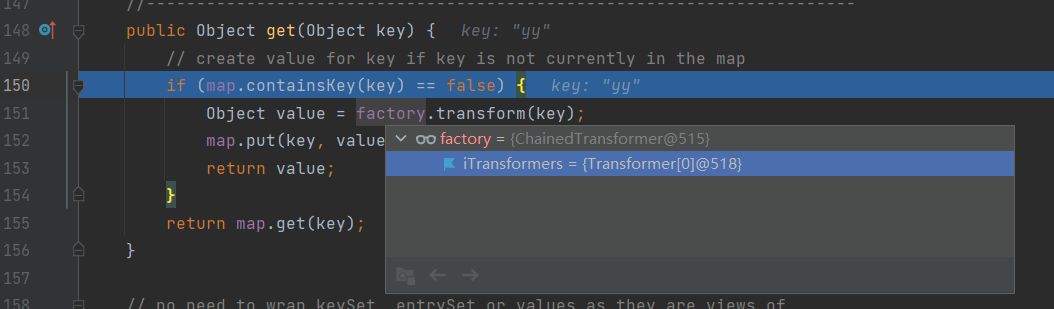 147 //---------------------------------------------------------------------
148 public Object get(Object key) { key: "yy"
149 // create value for key if key is not currently in the map
150 if (map.containsKey(key) == false) { key: "yy"
151 Object value = factory.transform(key);
152 map.put(key, value
153 return value;
154 }
155 return map.get(key);
156 }
157
158 // no need to wrap keySet, entrySet or values as they are views of
factory = {ChainedTransformer@515}
iTransformers = {Transformer[0]@518}